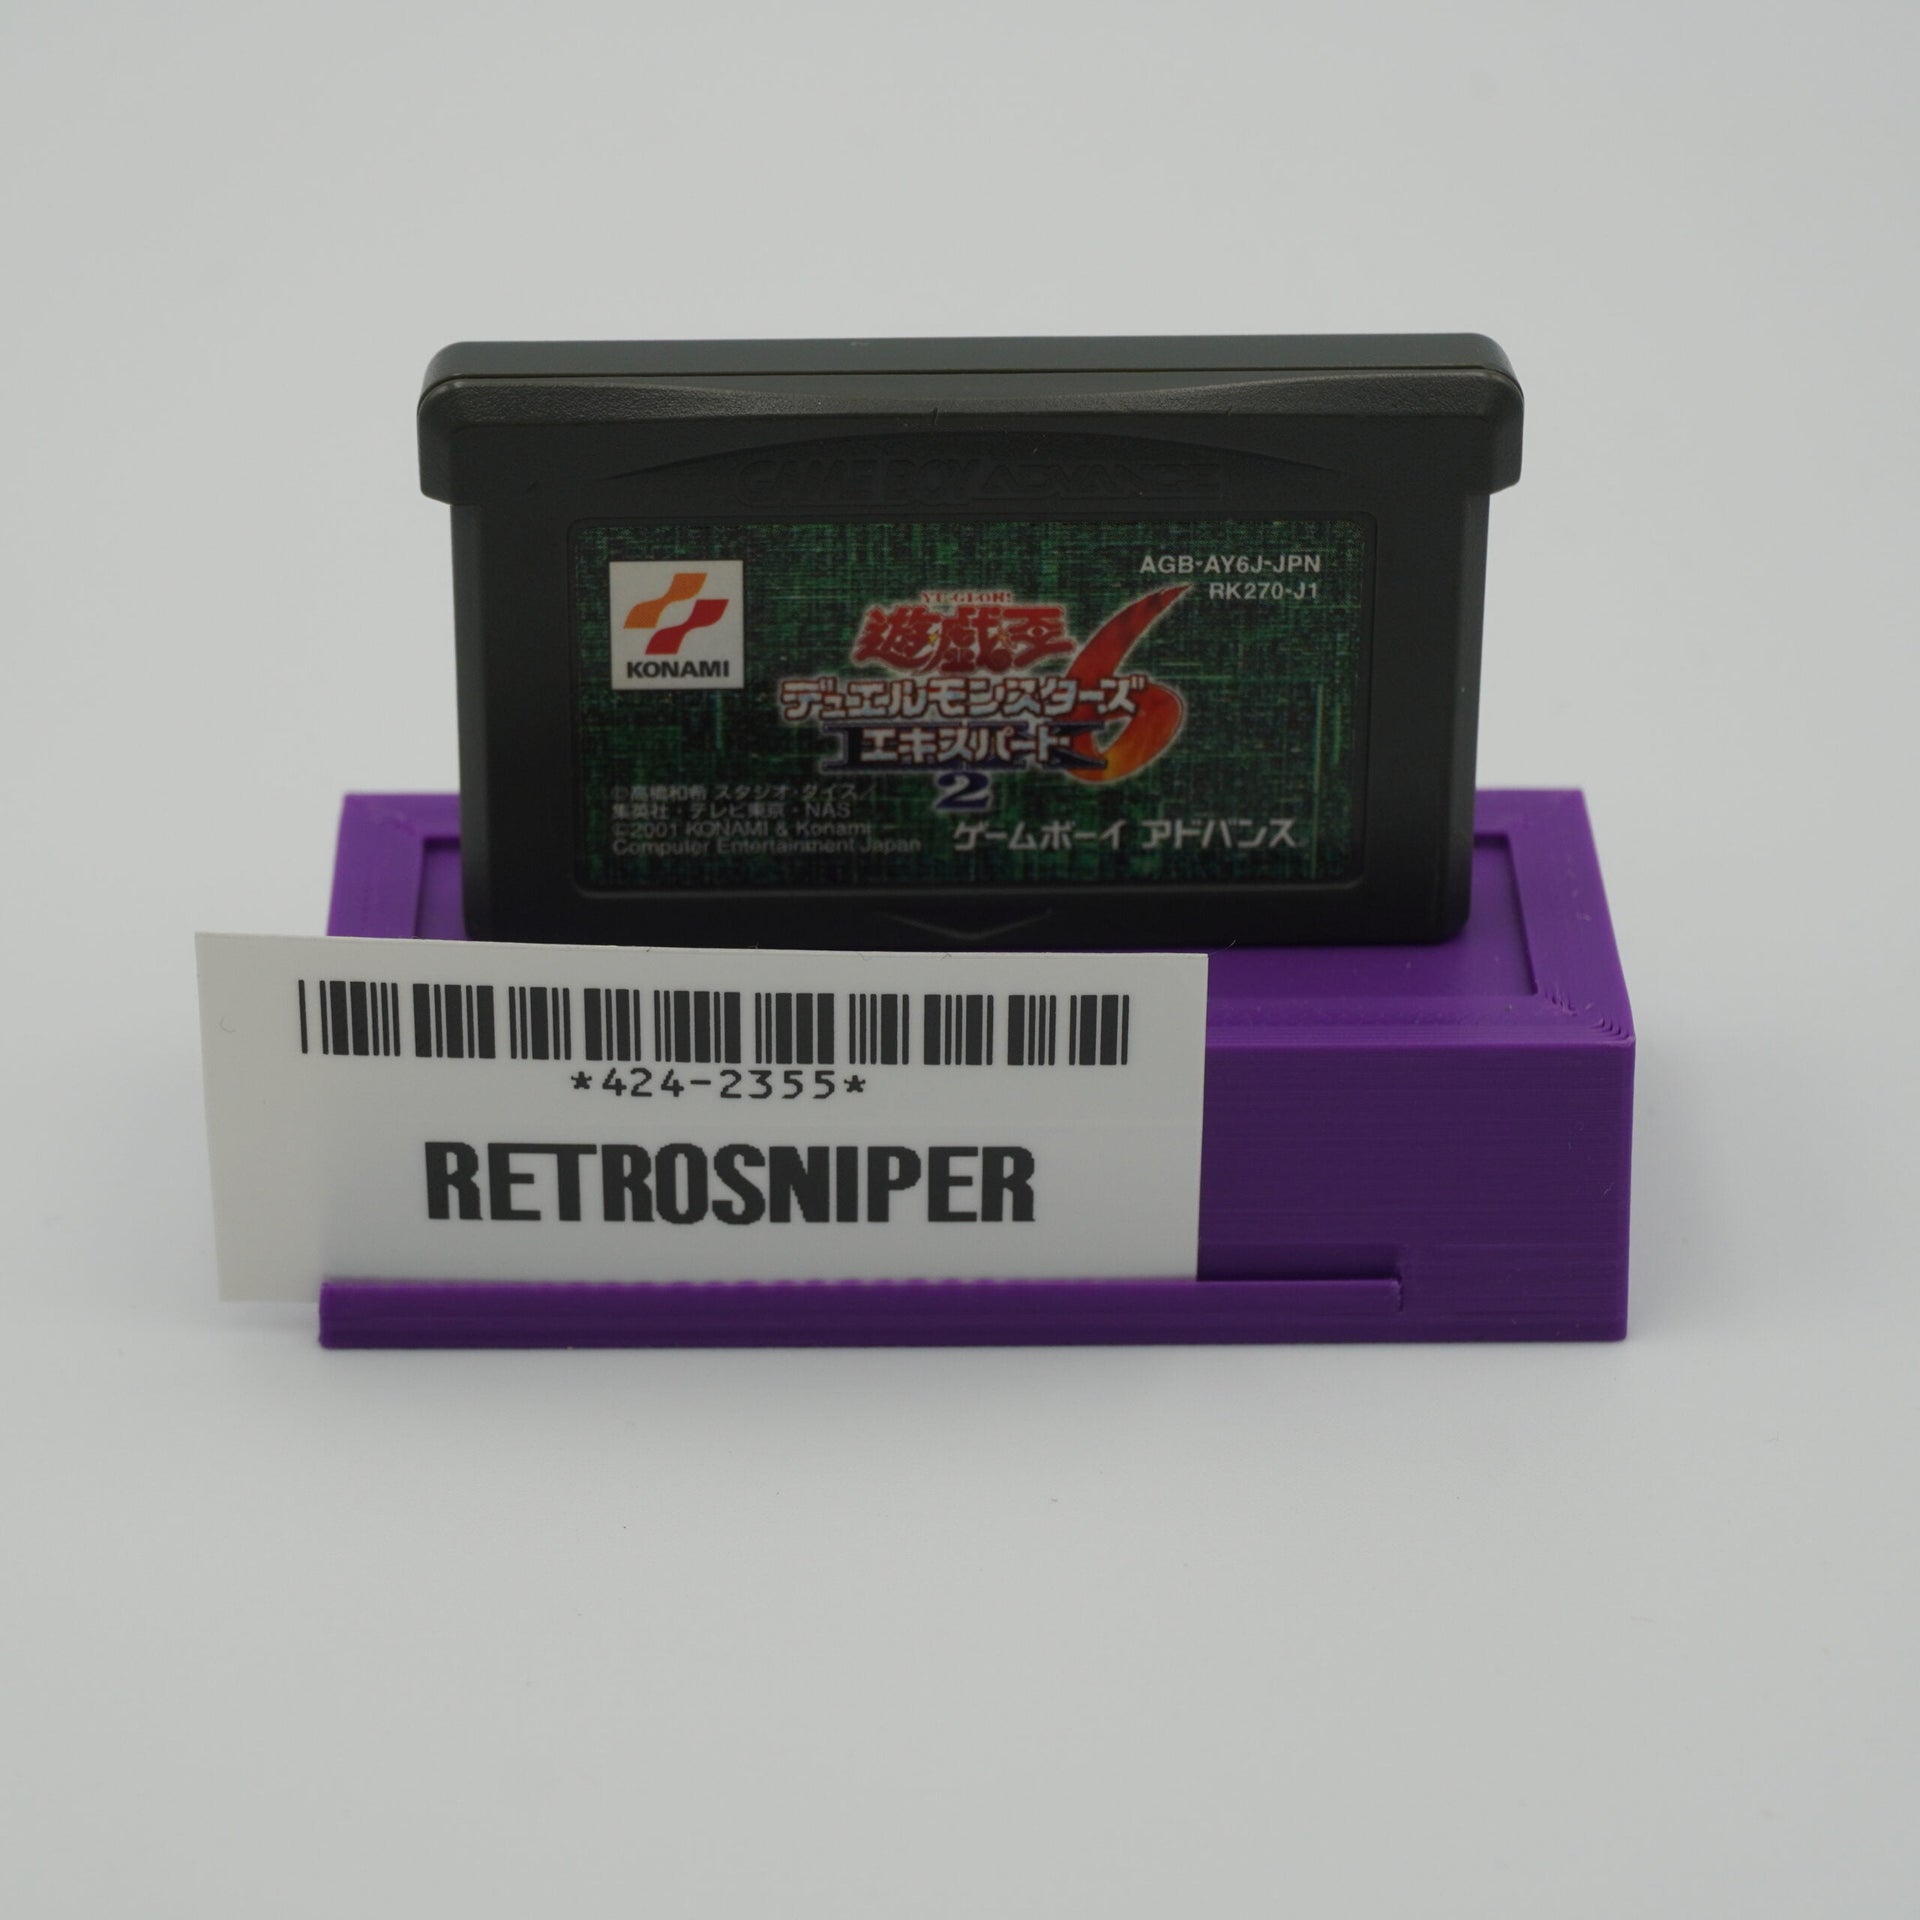 GAME BOY ADVANCE
AGB-AY6J-JPN
RK270-J1
KONAMI
YU-GI-OH!
遊戯王
デュエルモンスターズ6
エキスパート
2
©高橋和希 スタジオ・ダイス/
集英社・テレビ東京・NAS
©2001 KONAMI & Konami
Computer Entertainment Japan
ゲームボーイ アドバンス
*424-2355*
RETROSNIPER